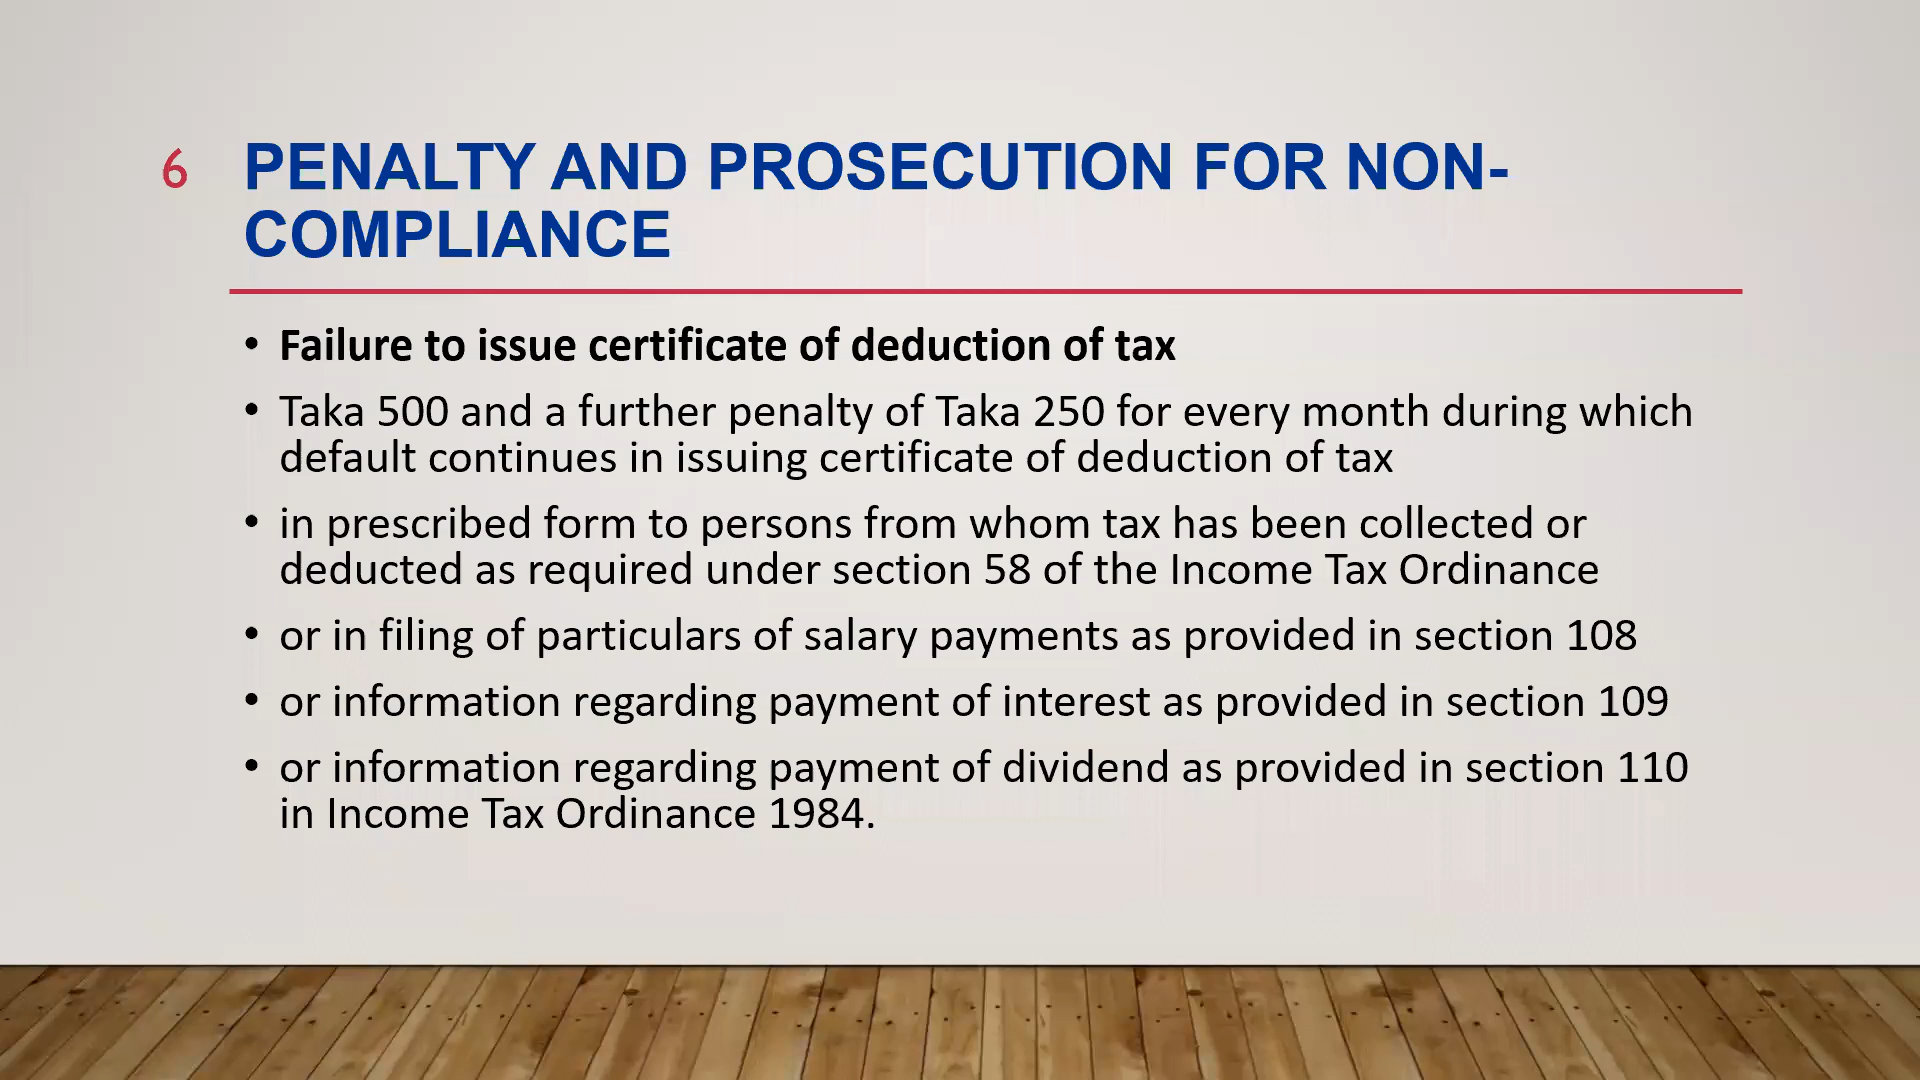 6
PENALTY AND PROSECUTION FOR NON-
COMPLIANCE
• Failure to issue certificate of deduction of tax
• Taka 500 and a further penalty of Taka 250 for every month during which
default continues in issuing certificate of deduction of tax
• in prescribed form to persons from whom tax has been collected or
deducted as required under section 58 of the Income Tax Ordinance
• or in filing of particulars of salary payments as provided in section 108
• or information regarding payment of interest as provided in section 109
• or information regarding payment of dividend as provided in section 110
in Income Tax Ordinance 1984.